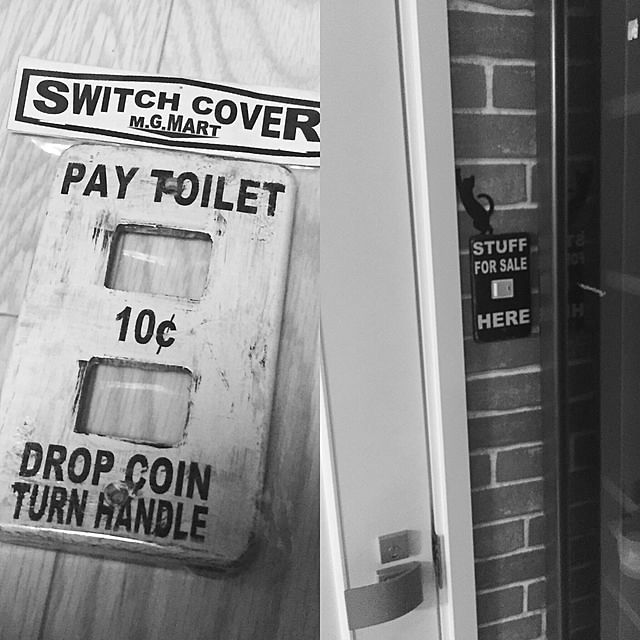 SWITCH COVER
M.G.MART
PAY TOILET
10¢
DROP COIN
TURN HANDLE
STUFF
FOR SALE
HERE